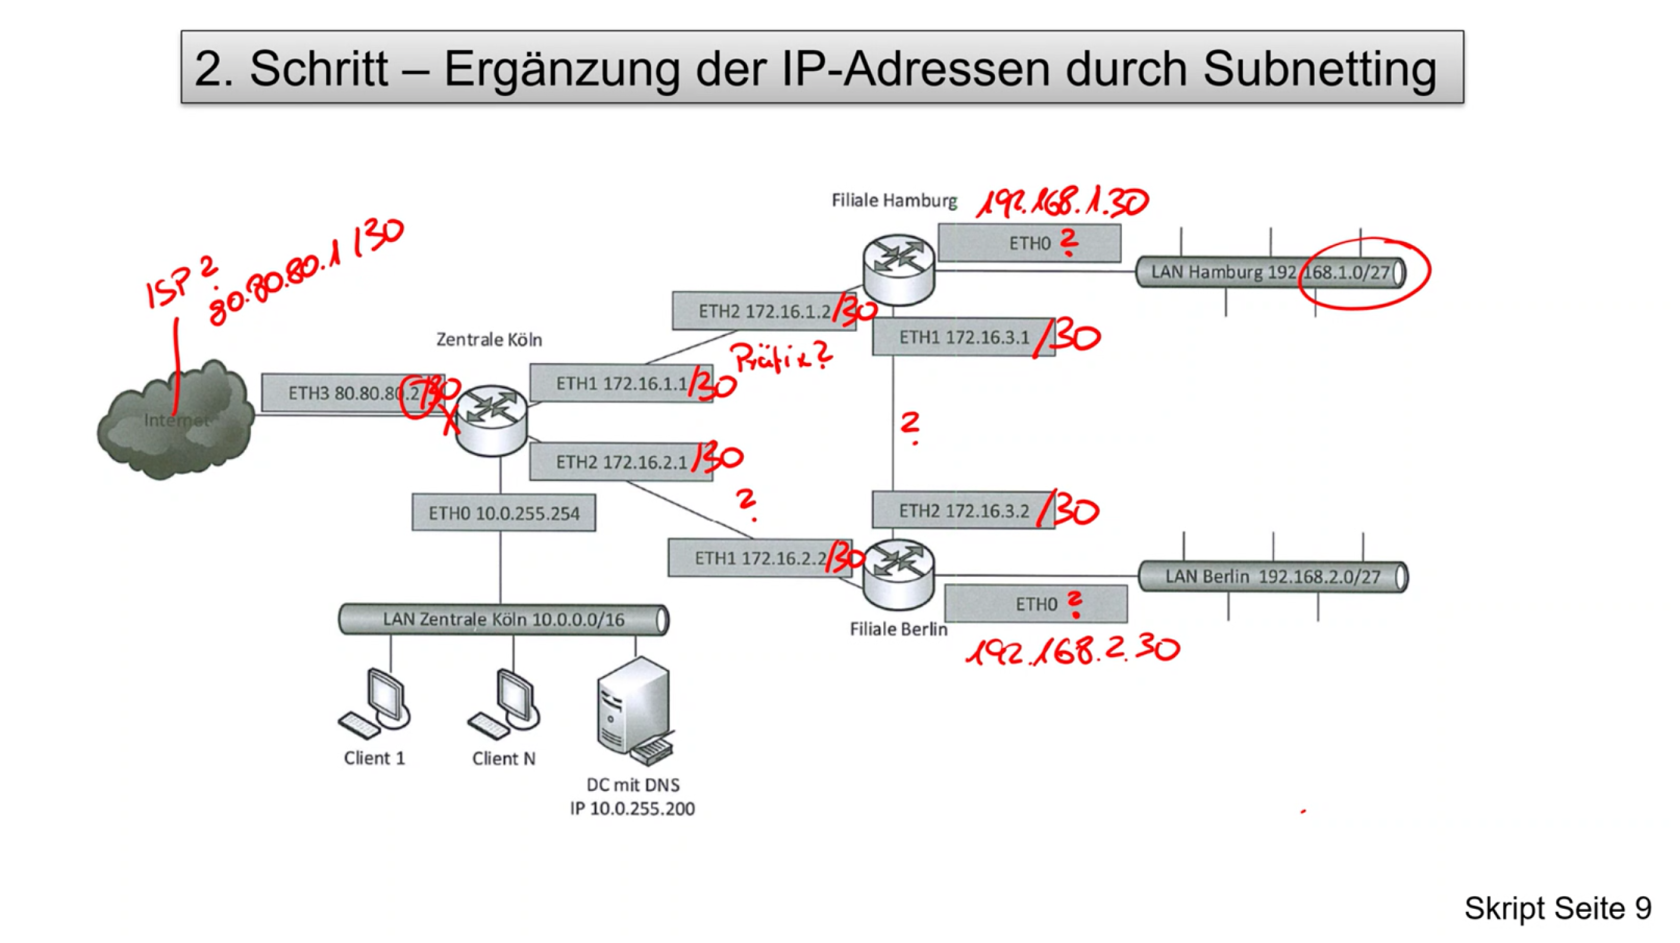 2. Schritt – Ergänzung der IP-Adressen durch Subnetting
Filiale Hamburg
192.168.1.30
ETH0 ?
LAN Hamburg 192.168.1.0/27
ISP ?
80.80.80.1 /30
ETH2 172.16.1.2/30
ETH1 172.16.3.1 /30
Zentrale Köln
Präfix?
ETH3 80.80.80.2/30
ETH1 172.16.1.1/30
Internet
?
ETH2 172.16.2.1 /30
?
ETH0 10.0.255.254
ETH2 172.16.3.2 /30
ETH1 172.16.2.2/30
LAN Berlin 192.168.2.0/27
ETH0 ?
Filiale Berlin
192.168.2.30
LAN Zentrale Köln 10.0.0.0/16
Client 1
Client N
DC mit DNS
IP 10.0.255.200
Skript Seite 9